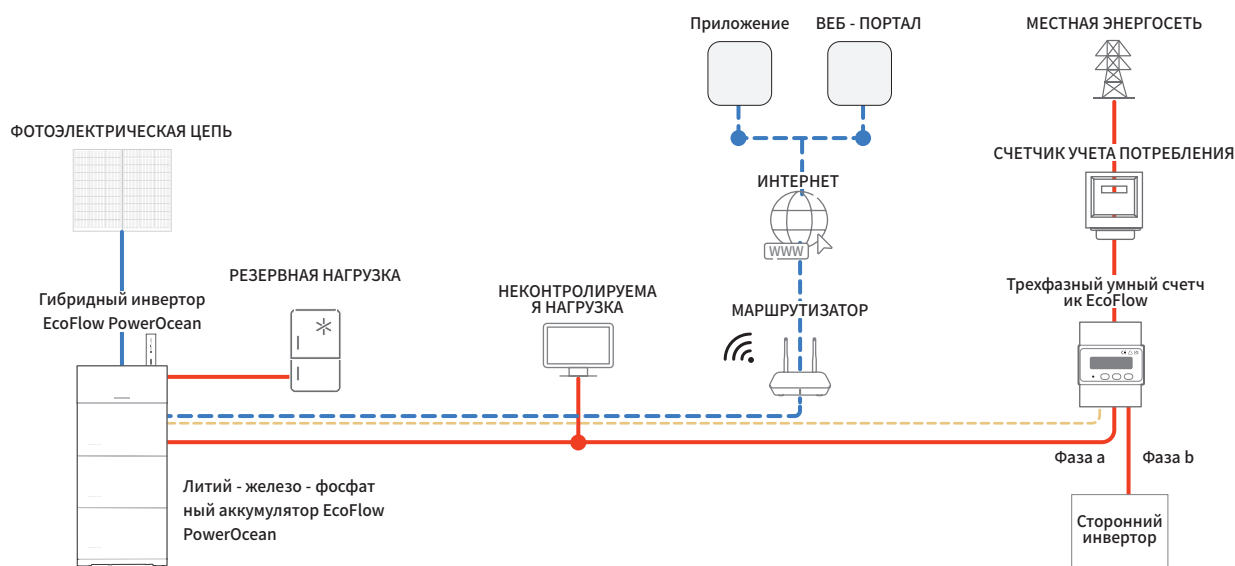 Приложение
ВЕБ - ПОРТАЛ
МЕСТНАЯ ЭНЕРГОСЕТЬ
ФОТОЭЛЕКТРИЧЕСКАЯ ЦЕПЬ
СЧЕТЧИК УЧЕТА ПОТРЕБЛЕНИЯ
ИНТЕРНЕТ
WWW
РЕЗЕРВНАЯ НАГРУЗКА
Гибридный инвертор
EcoFlow PowerOcean
НЕКОНТРОЛИРУЕМА
Я НАГРУЗКА
МАРШРУТИЗАТОР
Трехфазный умный счетч
ик EcoFlow
Фаза a
Фаза b
Литий - железо - фосфат
ный аккумулятор EcoFlow
PowerOcean
Сторонний
инвертор